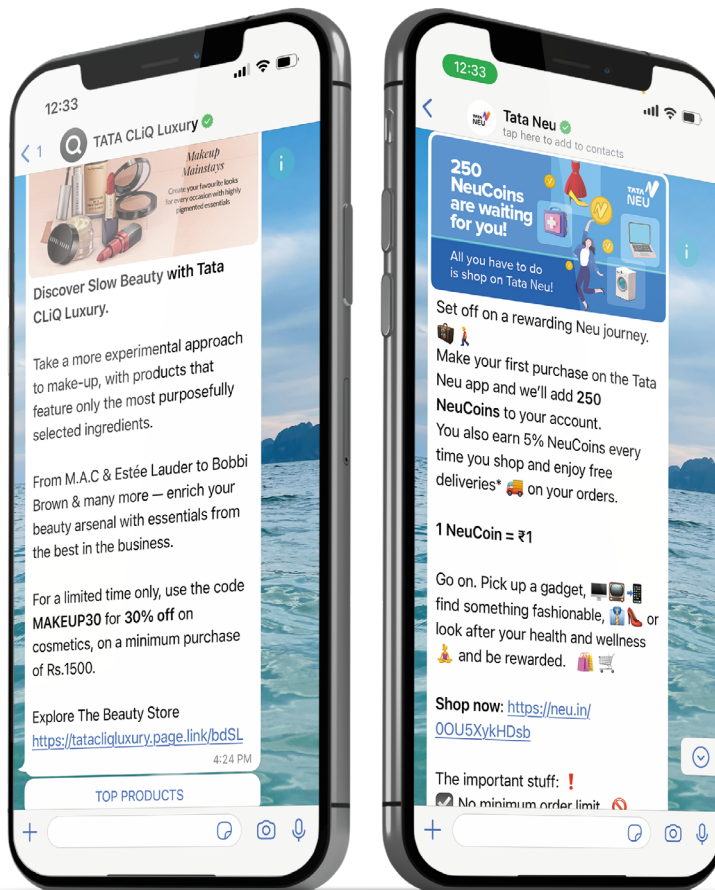 12:33
1
TATA CLiQ Luxury
Makeup
Mainstays
Create your favourite looks
for every occasion with highly
pigmented essentials
Discover Slow Beauty with Tata
CLiQ Luxury.
Take a more experimental approach
to make-up, with products that
feature only the most purposefully
selected ingredients.
From M.A.C & Estée Lauder to Bobbi
Brown & many more — enrich your
beauty arsenal with essentials from
the best in the business.
For a limited time only, use the code
MAKEUP30 for 30% off on
cosmetics, on a minimum purchase
of Rs.1500.
Explore The Beauty Store
https://tatacliqluxury.page.link/bdSL
4:24 PM
TOP PRODUCTS
12:33
TATA
NEU
Tata Neu
tap here to add to contacts
250
NeuCoins
are waiting
for you!
TATA
NEU
All you have to do
is shop on Tata Neu!
Set off on a rewarding Neu journey.
🧳🚶
Make your first purchase on the Tata
Neu app and we'll add 250
NeuCoins to your account.
You also earn 5% NeuCoins every
time you shop and enjoy free
deliveries* 🚚 on your orders.
1 NeuCoin = ₹1
Go on. Pick up a gadget, 🖥️📺📲
find something fashionable, 👔👠 or
look after your health and wellness
🧘 and be rewarded. 🛍️🛒
Shop now: https://neu.in/
0OU5XykHDsb
The important stuff: ❗
☑️ No minimum order limit 🚫